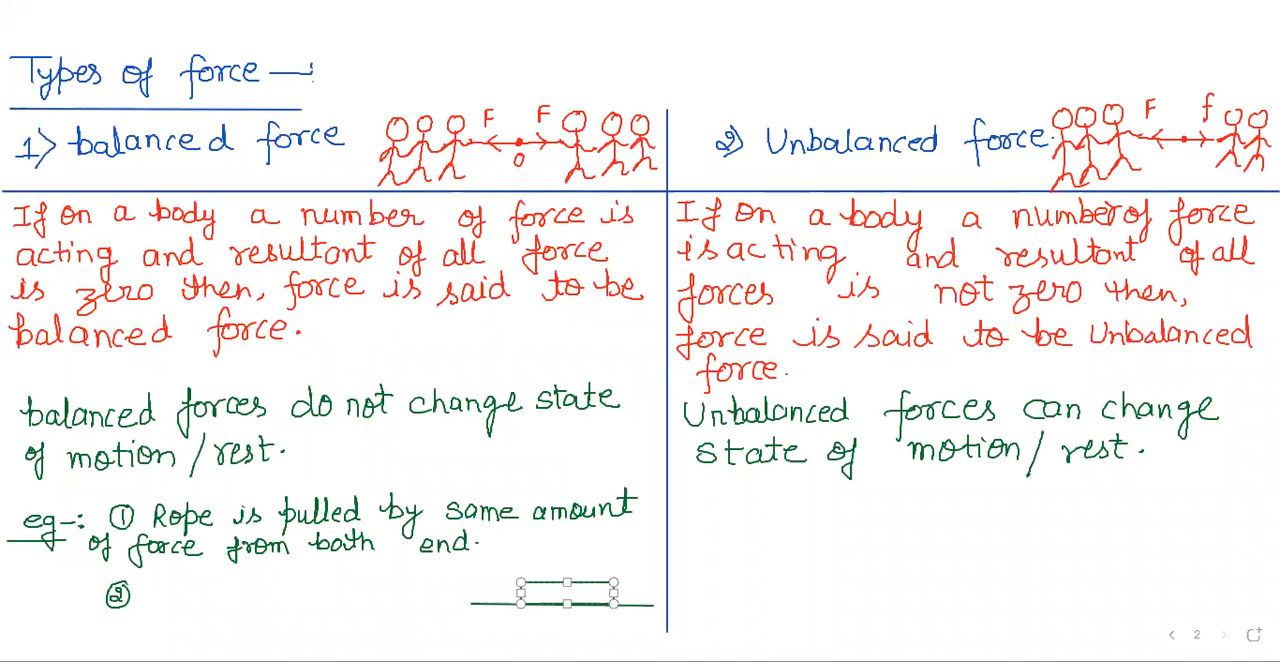 Types of force —:
1) balanced force
F F
O
If on a body a number of force is
acting and resultant of all force
is zero then, force is said to be
balanced force.
balanced forces do not change state
of motion / rest.
eg-: ① Rope is pulled by same amount
of force from both end.
②
2) Unbalanced force.
F f
If on a body a number of force
is acting and resultant of all
forces is not zero then,
force is said to be Unbalanced
force.
Unbalanced forces can change
state of motion / rest.
2